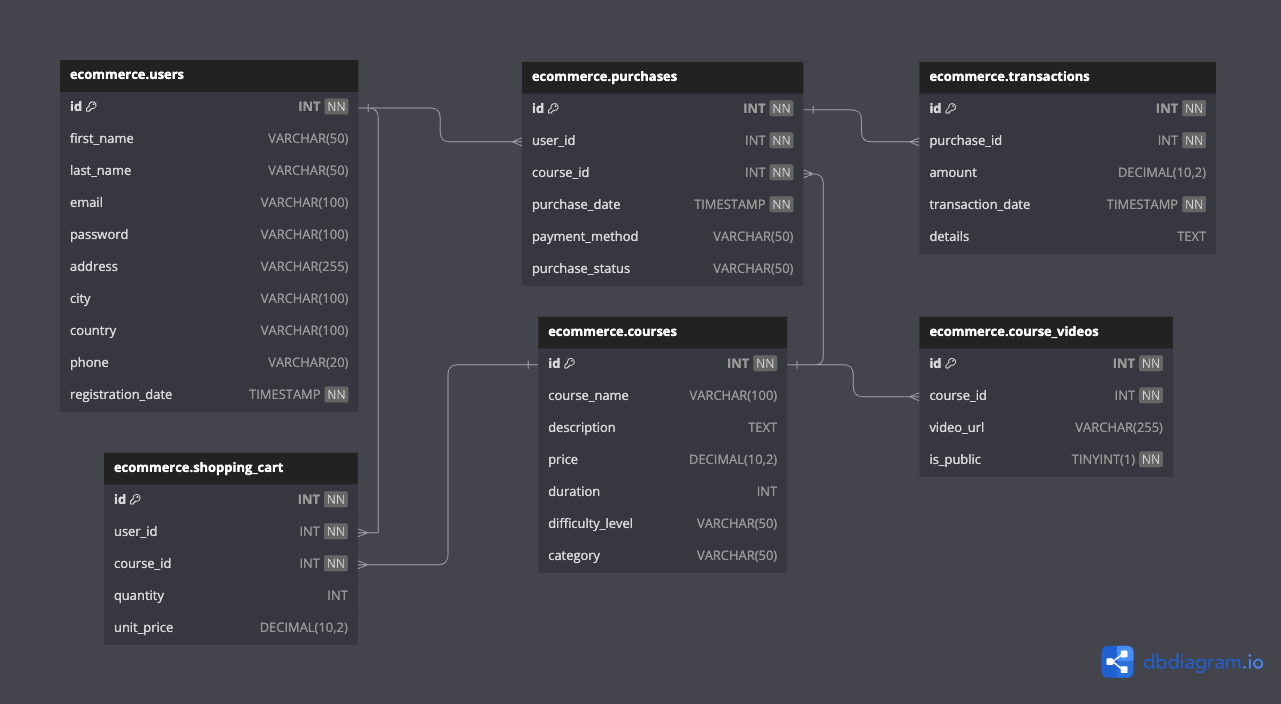 ecommerce.users
id INT NN
first_name VARCHAR(50)
last_name VARCHAR(50)
email VARCHAR(100)
password VARCHAR(100)
address VARCHAR(255)
city VARCHAR(100)
country VARCHAR(100)
phone VARCHAR(20)
registration_date TIMESTAMP NN
ecommerce.purchases
id INT NN
user_id INT NN
course_id INT NN
purchase_date TIMESTAMP NN
payment_method VARCHAR(50)
purchase_status VARCHAR(50)
ecommerce.transactions
id INT NN
purchase_id INT NN
amount DECIMAL(10,2)
transaction_date TIMESTAMP NN
details TEXT
ecommerce.courses
id INT NN
course_name VARCHAR(100)
description TEXT
price DECIMAL(10,2)
duration INT
difficulty_level VARCHAR(50)
category VARCHAR(50)
ecommerce.course_videos
id INT NN
course_id INT NN
video_url VARCHAR(255)
is_public TINYINT(1) NN
ecommerce.shopping_cart
id INT NN
user_id INT NN
course_id INT NN
quantity INT
unit_price DECIMAL(10,2)
dbdiagram.io